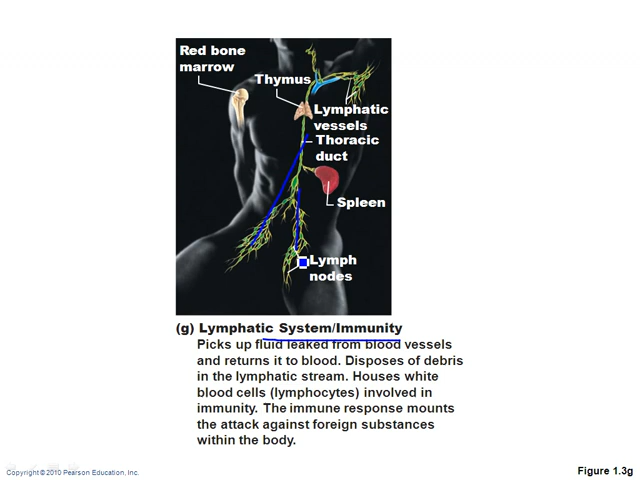 Red bone
marrow
Thymus
Lymphatic
vessels
Thoracic
duct
Spleen
Lymph
nodes
(g) Lymphatic System/Immunity
Picks up fluid leaked from blood vessels
and returns it to blood. Disposes of debris
in the lymphatic stream. Houses white
blood cells (lymphocytes) involved in
immunity. The immune response mounts
the attack against foreign substances
within the body.
Copyright © 2010 Pearson Education, Inc.
Figure 1.3g